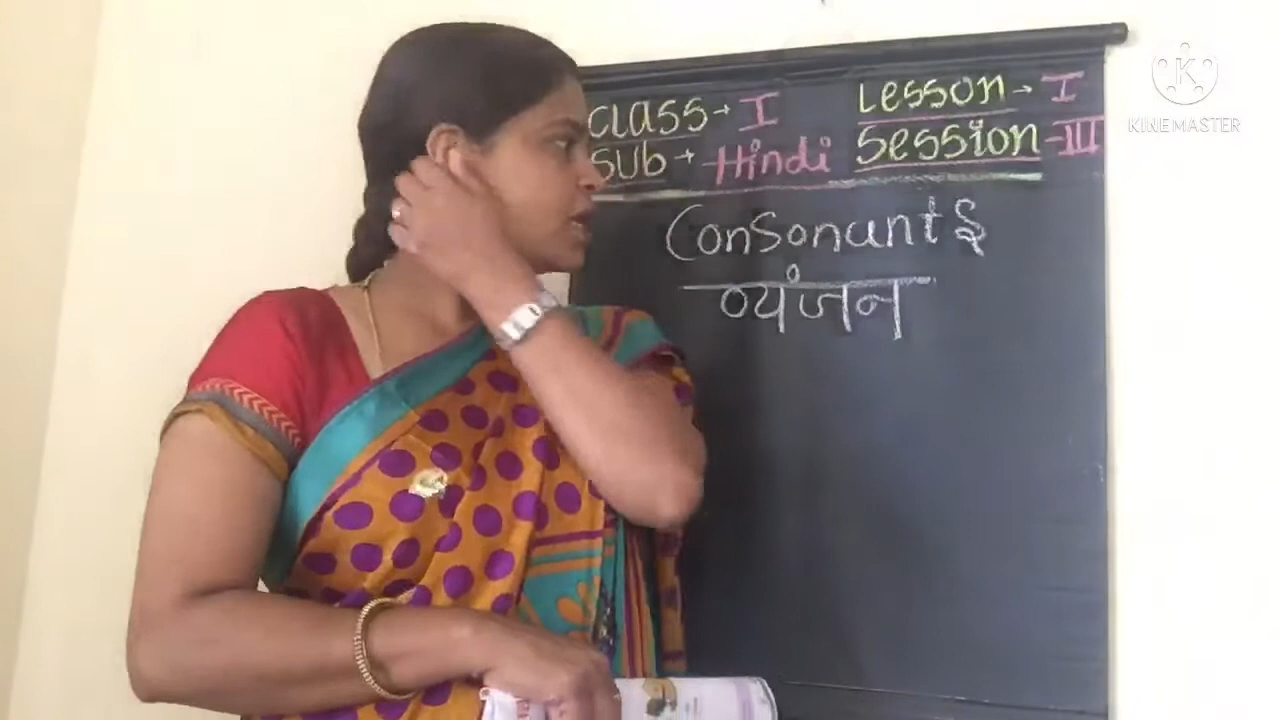 Class → I Lesson → I
Sub → Hindi Session - III
Consonants
व्यंजन
K
KINEMASTER